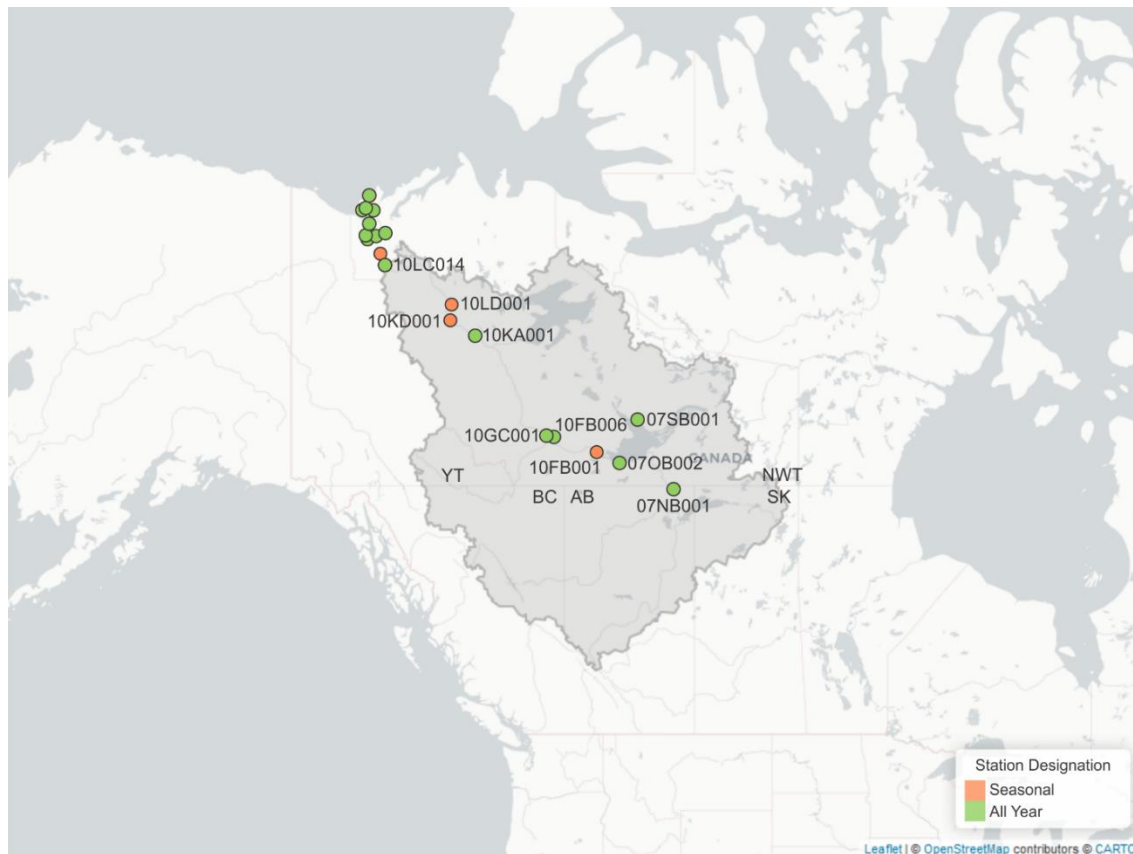 10LC014
10LD001
10KD001
10KA001
07SB001
10FB006
10GC001
10FB001
CANADA
07OB002
YT
NWT
BC AB
SK
07NB001
Station Designation
Seasonal
All Year
Leaflet | © OpenStreetMap contributors © CARTO